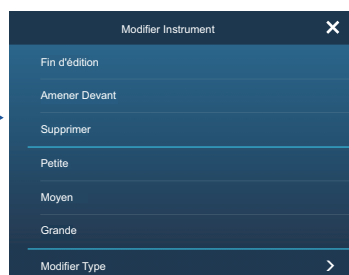 Modifier Instrument
Fin d'édition
Amener Devant
Supprimer
Petite
Moyen
Grande
Modifier Type